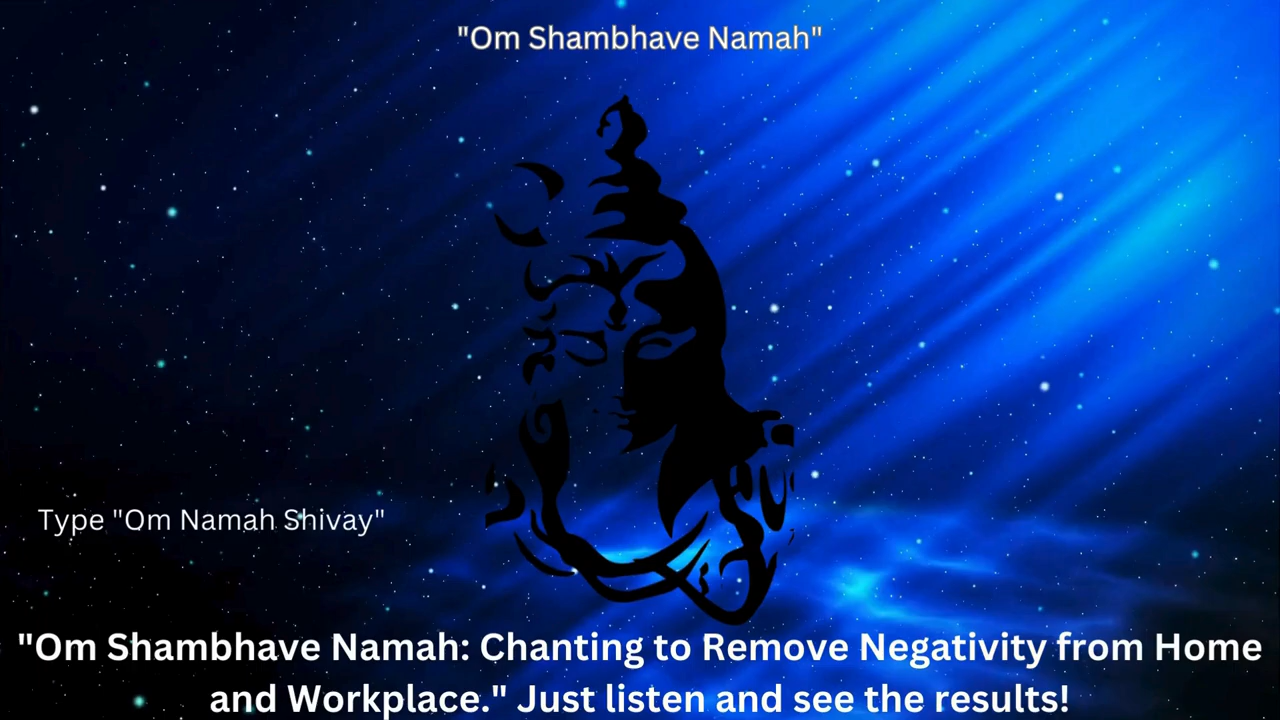 "Om Shambhave Namah"
Type "Om Namah Shivay"
"Om Shambhave Namah: Chanting to Remove Negativity from Home
and Workplace." Just listen and see the results!